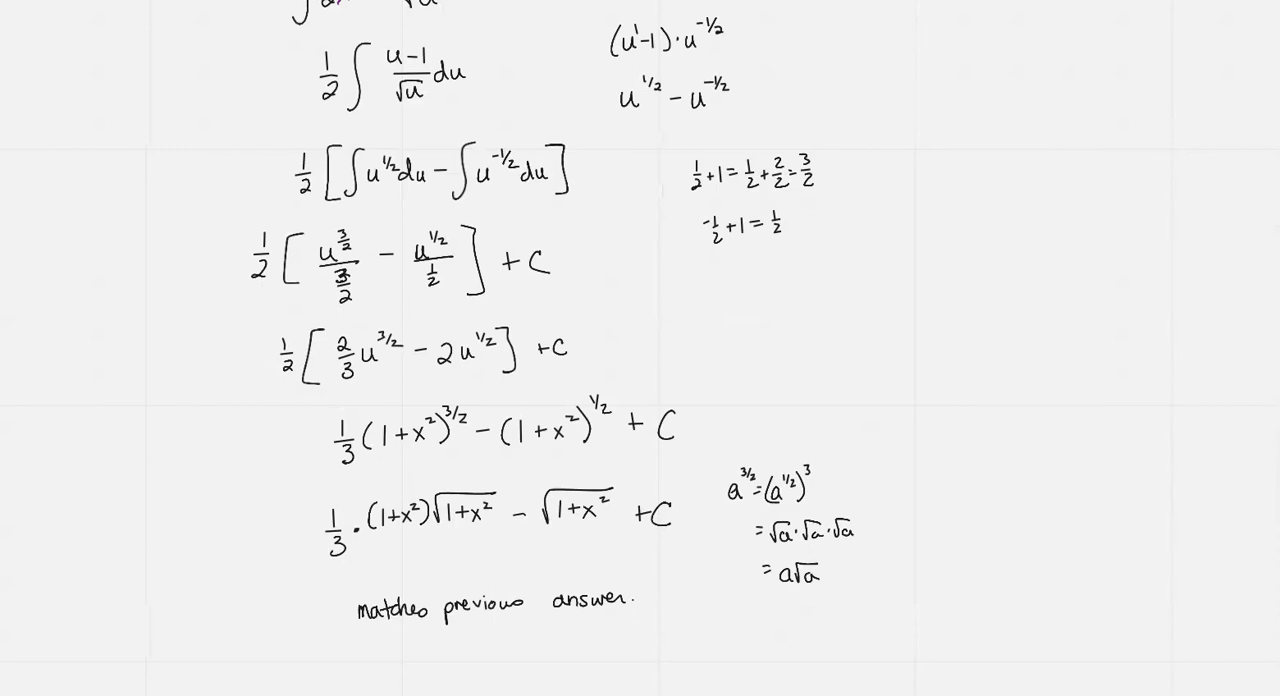 1/2 ∫ (u-1)/√u du
(u¹-1)·u^(-1/2)
u^(1/2) - u^(-1/2)
1/2 [∫u^(1/2)du - ∫u^(-1/2)du]
1/2 + 1 = 1/2 + 2/2 = 3/2
-1/2 + 1 = 1/2
1/2 [ u^(3/2)/(3/2) - u^(1/2)/(1/2) ] + C
1/2 [ 2/3 u^(3/2) - 2u^(1/2) ] + C
1/3 (1+x²)^(3/2) - (1+x²)^(1/2) + C
1/3 · (1+x²)√(1+x²) - √(1+x²) + C
a^(3/2) = (a^(1/2))³
= √a·√a·√a
= a√a
matches previous answer.